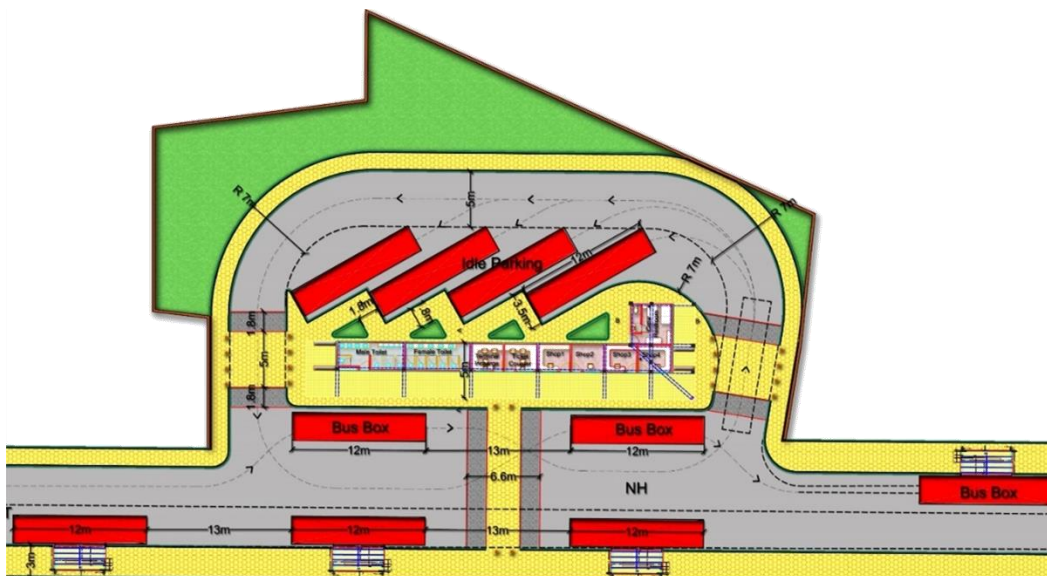 R 7m
5m
R 7m
Idle Parking
12m
R 7m
1.8m
1.8m
3.5m
1.8m
5m
1.8m
Male Toilet
Female Toilet
5m
Shop1
Shop2
Shop3
Bus Box
Bus Box
12m
13m
12m
6.6m
NH
Bus Box
12m
13m
12m
13m
12m
3m